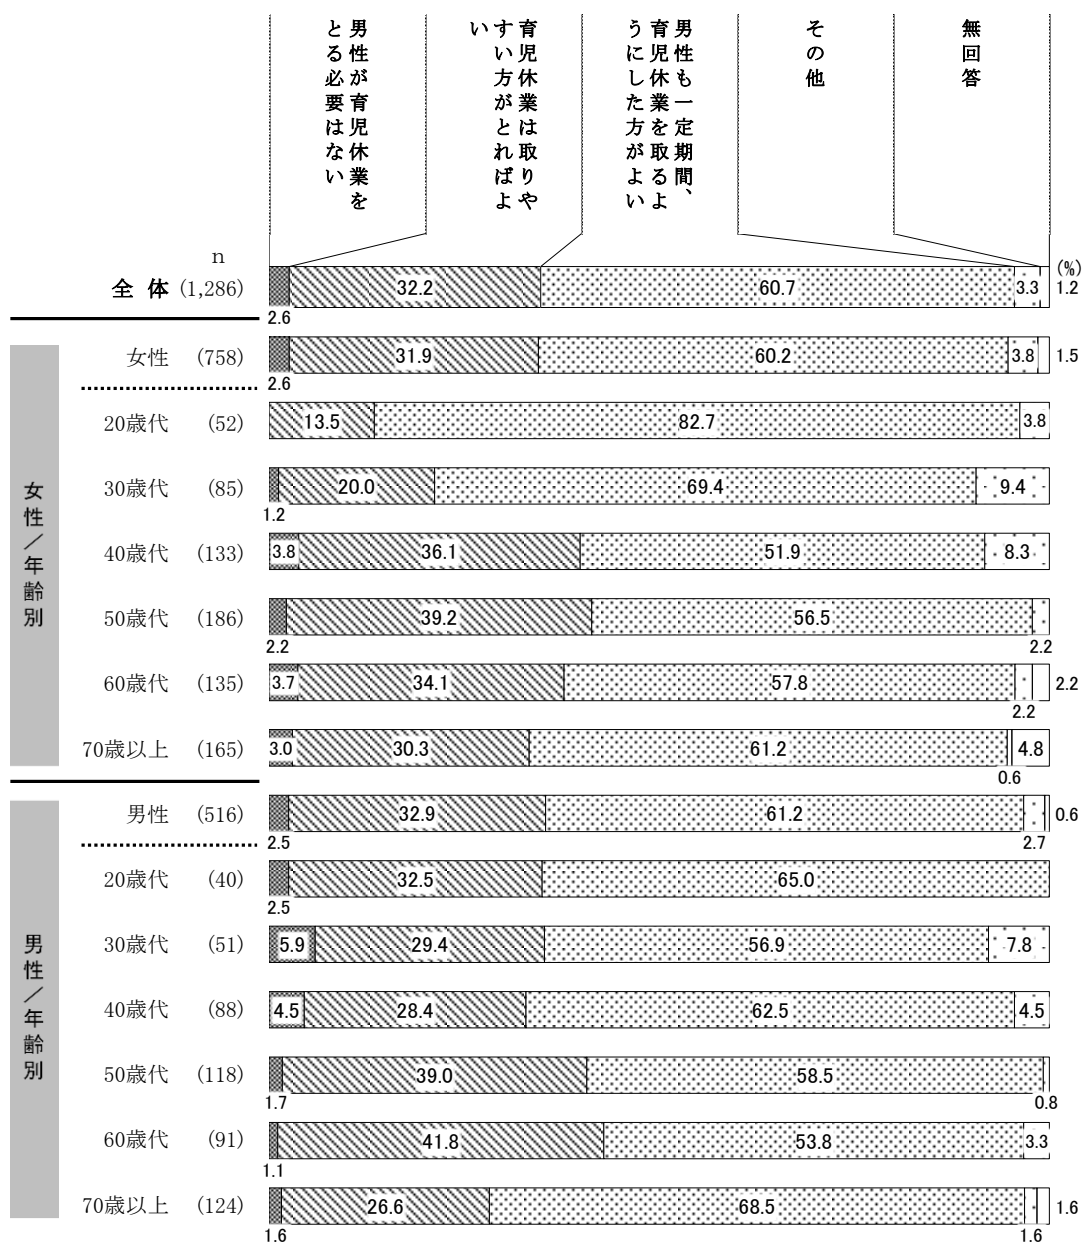 男性が育児休業を
とる必要はない
育児休業は取りや
すい方がとればよ
い
男性も一定期間、
育児休業を取るよ
うにした方がよい
その他
無回答
n
(%)
全 体 (1,286) 32.2 60.7 3.3 1.2
2.6
女性／年齢別
女性 (758) 31.9 60.2 3.8 1.5
2.6
20歳代 (52) 13.5 82.7 3.8
30歳代 (85) 20.0 69.4 9.4
1.2
40歳代 (133) 3.8 36.1 51.9 8.3
50歳代 (186) 39.2 56.5
2.2 2.2
60歳代 (135) 3.7 34.1 57.8 2.2
2.2
70歳以上 (165) 3.0 30.3 61.2 4.8
0.6
男性／年齢別
男性 (516) 32.9 61.2 0.6
2.5 2.7
20歳代 (40) 32.5 65.0
2.5
30歳代 (51) 5.9 29.4 56.9 7.8
40歳代 (88) 4.5 28.4 62.5 4.5
50歳代 (118) 39.0 58.5
1.7 0.8
60歳代 (91) 41.8 53.8 3.3
1.1
70歳以上 (124) 26.6 68.5 1.6
1.6 1.6